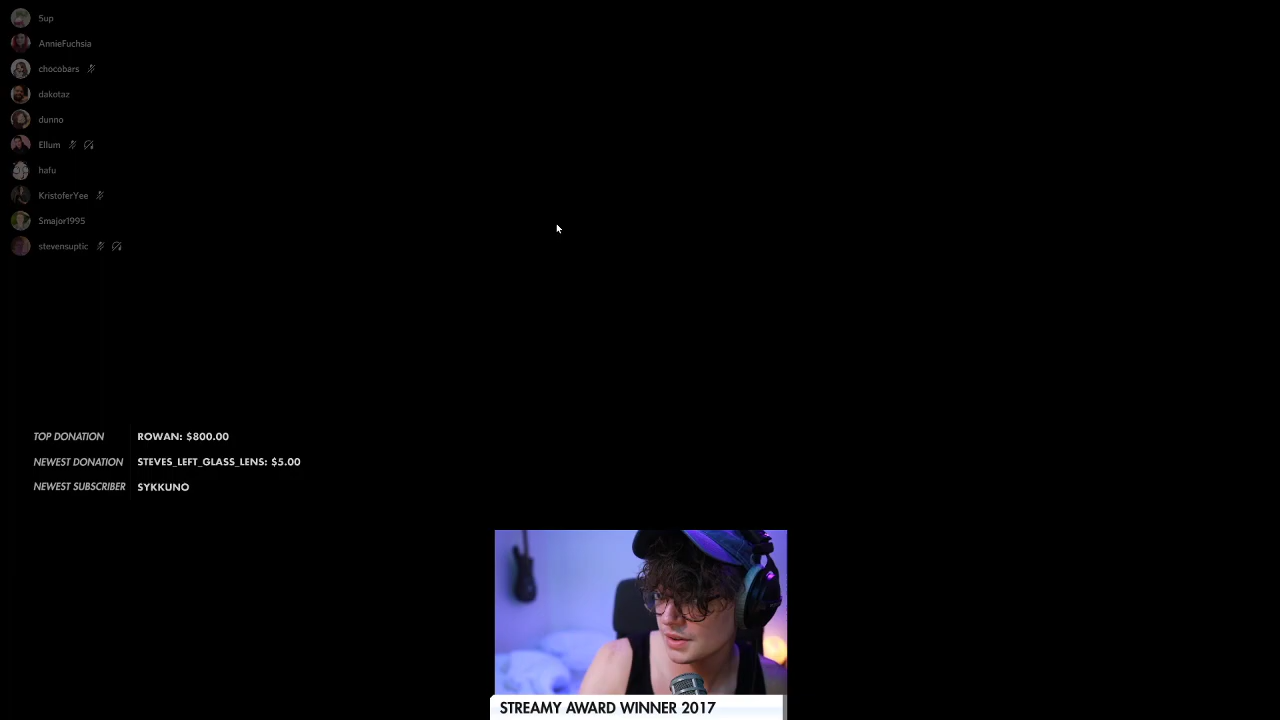 Sup
AnnieFuchsia
chocobars
dakotaz
dunno
Ellum
hafu
KristoferYee
Smajor1995
stevensuptic
TOP DONATION ROWAN: $800.00
NEWEST DONATION STEVES_LEFT_GLASS_LENS: $5.00
NEWEST SUBSCRIBER SYKKUNO
STREAMY AWARD WINNER 2017